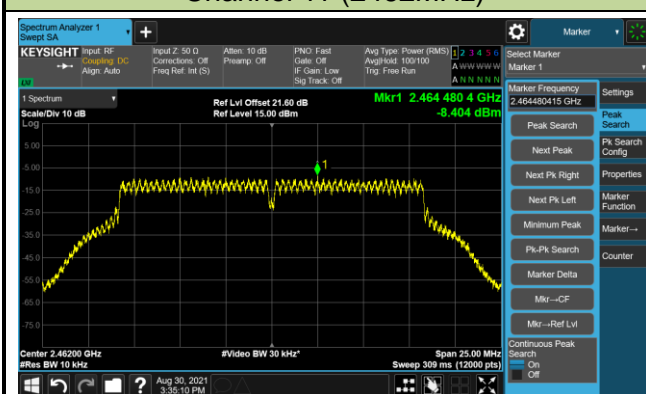 Channel 11 (2462MHz)
Spectrum Analyzer 1
Swept SA
Marker
KEYSIGHT
Input: RF
Coupling: DC
Align: Auto
Input Z: 50 Ω
Corrections: Off
Freq Ref: Int (S)
Atten: 10 dB
Preamp: Off
PNO: Fast
Gate: Off
IF Gain: Low
Sig Track: Off
Avg Type: Power (RMS)
Avg|Hold: 100/100
Trig: Free Run
1 2 3 4 5 6
A W W W W W
A N N N N N
LU
Select Marker
Marker 1
1 Spectrum
Scale/Div 10 dB
Log
Ref Lvl Offset 21.60 dB
Ref Level 15.00 dBm
Mkr1 2.464 480 4 GHz
-8.404 dBm
1
5.00
-5.00
-15.0
-25.0
-35.0
-45.0
-55.0
-65.0
-75.0
Center 2.46200 GHz
#Res BW 10 kHz
#Video BW 30 kHz*
Span 25.00 MHz
Sweep 309 ms (12000 pts)
Marker Frequency
2.464480415 GHz
Peak Search
Next Peak
Next Pk Right
Next Pk Left
Minimum Peak
Pk-Pk Search
Marker Delta
Mkr→CF
Mkr→Ref Lvl
Continuous Peak
Search
On
Off
Settings
Peak
Search
Pk Search
Config
Properties
Marker
Function
Marker→
Counter
?
Aug 30, 2021
3:35:10 PM